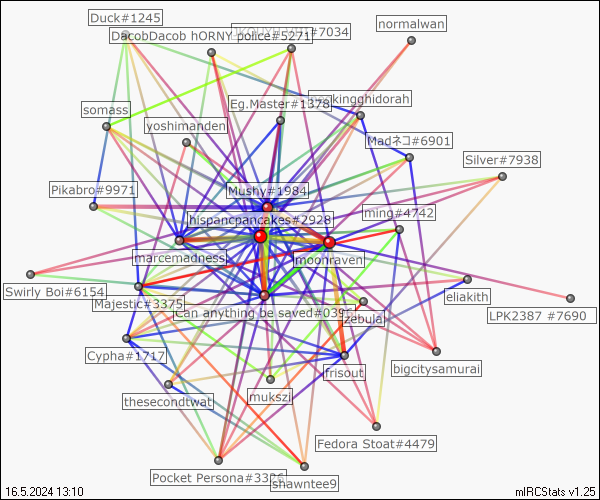 Duck#1245
normalwan
DacobDacob hORNY police#5271
#7034
Eg.Master#1378
kingghidorah
somass
yoshimanden
Madネコ#6901
Silver#7938
Pikabro#9971
Mushy#1984
hispancpancakes#2928
ming#4742
marcemadness
moonraven
Swirly Boi#6154
Majestic#3375
Can anything be saved#039
zebuja
eliakith
LPK2387 #7690
Cypha#1717
frisout
bigcitysamurai
thesecondtwat
mukszi
Fedora Stoat#4479
Pocket Persona#3326
shawntee9
16.5.2024 13:10
mIRCStats v1.25